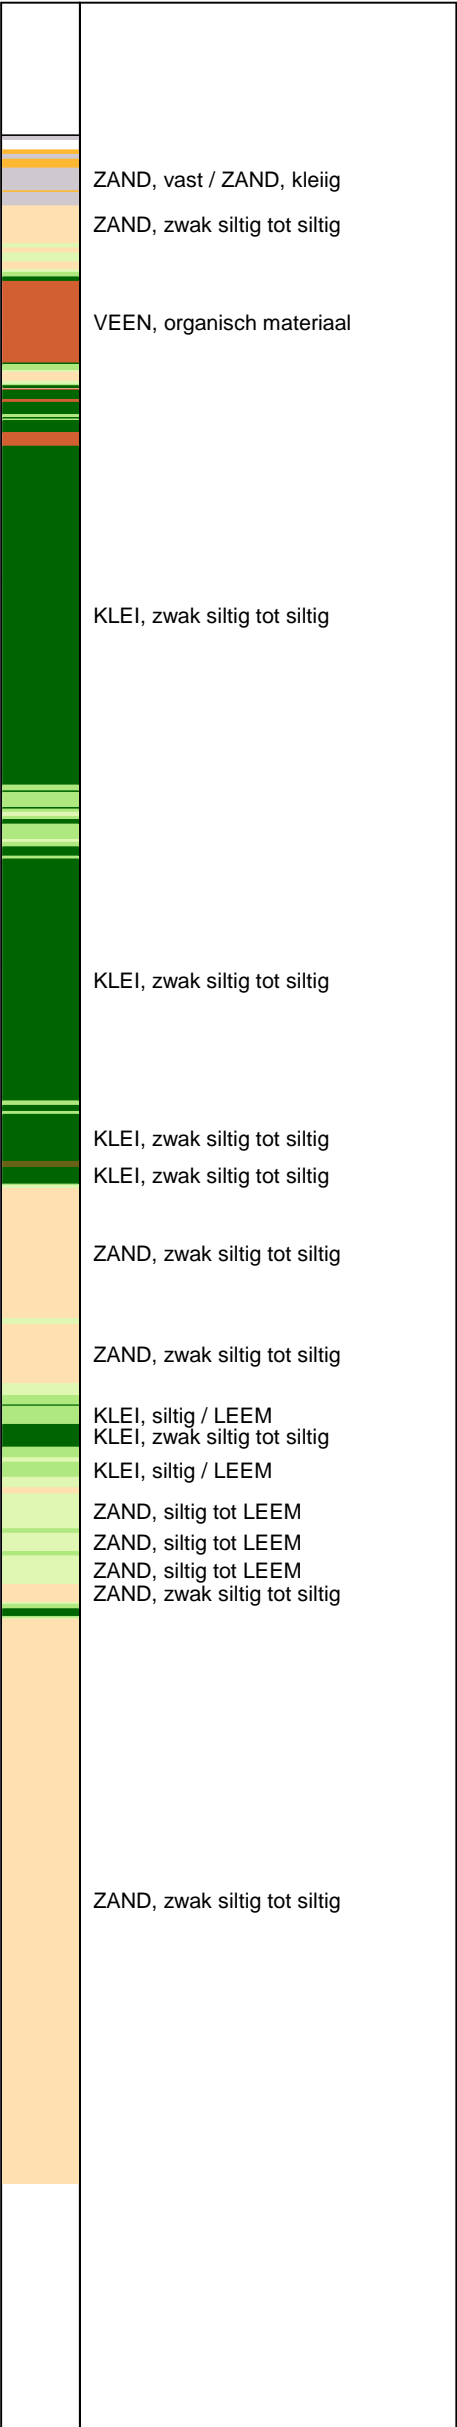 ZAND, vast / ZAND, kleiig
ZAND, zwak siltig tot siltig
VEEN, organisch materiaal
KLEI, zwak siltig tot siltig
KLEI, zwak siltig tot siltig
KLEI, zwak siltig tot siltig
KLEI, zwak siltig tot siltig
ZAND, zwak siltig tot siltig
ZAND, zwak siltig tot siltig
KLEI, siltig / LEEM
KLEI, zwak siltig tot siltig
KLEI, siltig / LEEM
ZAND, siltig tot LEEM
ZAND, siltig tot LEEM
ZAND, siltig tot LEEM
ZAND, zwak siltig tot siltig
ZAND, zwak siltig tot siltig